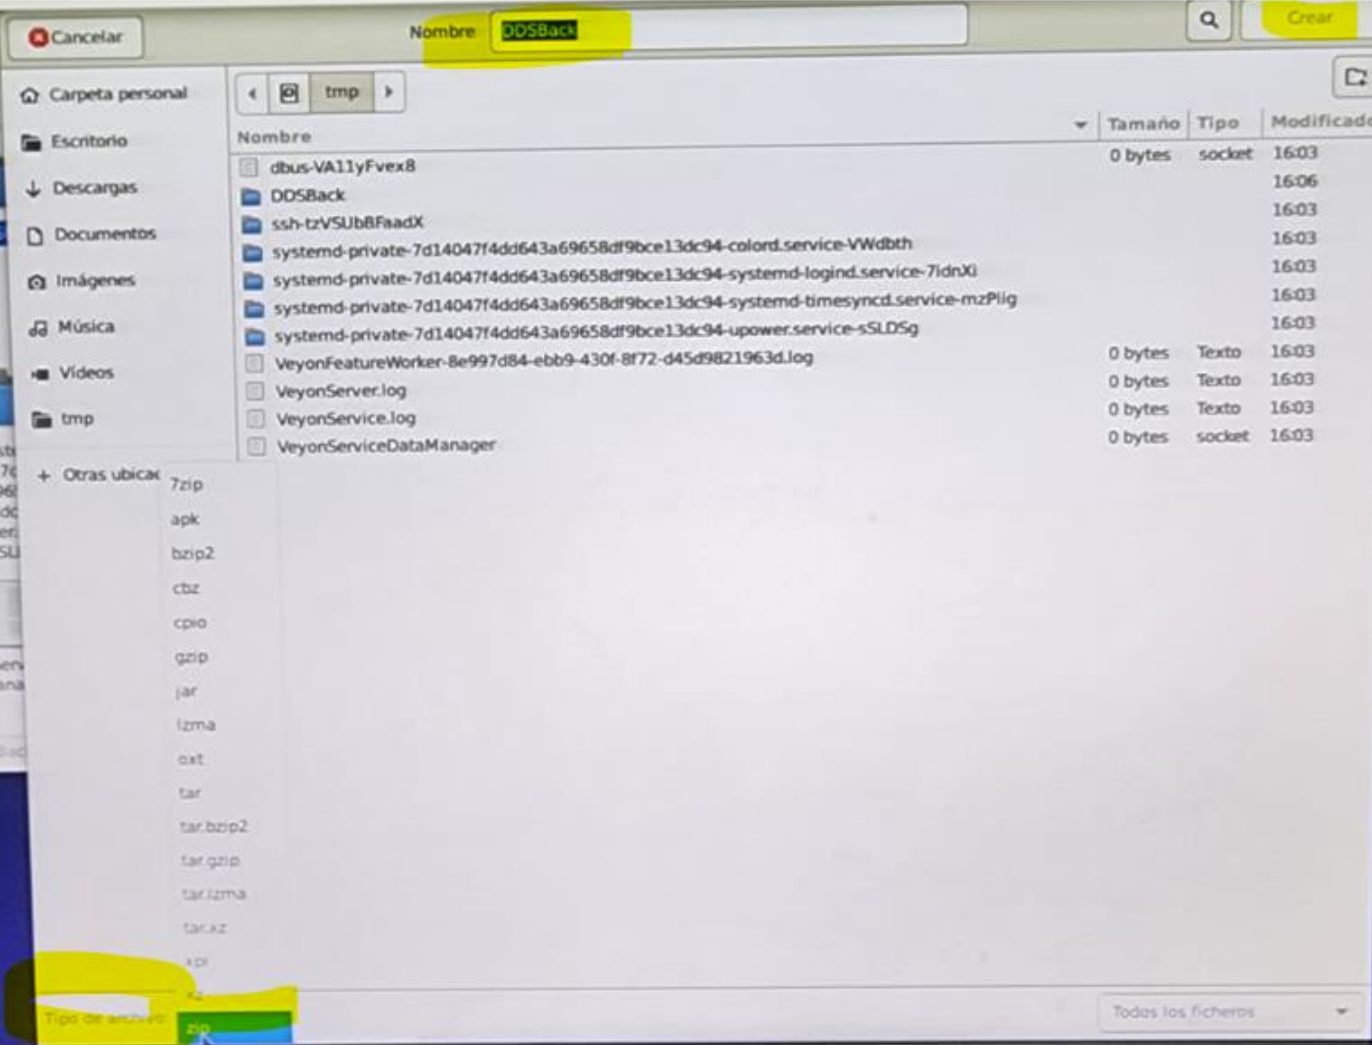 Cancelar
Nombre DDSBack
Crear
Carpeta personal
Escritorio
Descargas
Documentos
Imágenes
Música
Vídeos
tmp
+ Otras ubicac
tmp
Nombre Tamaño Tipo Modificado
dbus-VA11yFvex8 0 bytes socket 16:03
DDSBack 16:06
ssh-tzVSUbBFaadX 16:03
systemd-private-7d14047f4dd643a69658df9bce13dc94-colord.service-VWdbth 16:03
systemd-private-7d14047f4dd643a69658df9bce13dc94-systemd-logind.service-7idnXi 16:03
systemd-private-7d14047f4dd643a69658df9bce13dc94-systemd-timesyncd.service-mzPlig 16:03
systemd-private-7d14047f4dd643a69658df9bce13dc94-upower.service-sSLDSg 16:03
VeyonFeatureWorker-8e997d84-ebb9-430f-8f72-d45d9821963d.log 0 bytes Texto 16:03
VeyonServer.log 0 bytes Texto 16:03
VeyonService.log 0 bytes Texto 16:03
VeyonServiceDataManager 0 bytes socket 16:03
7zip
apk
bzip2
cbz
cpio
gzip
jar
lzma
oxt
tar
tar.bzip2
tar.gzip
tar.lzma
tar.xz
xpi
xz
zip
Tipo de archivo
Todos los ficheros